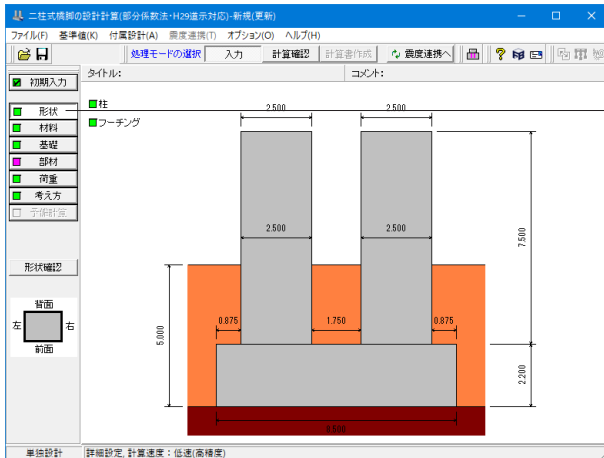 二柱式橋脚の設計計算(部分係数法・H29道示対応)-新規(更新)
ファイル(F) 基準値(K) 付属設計(A) 震度連携(T) オプション(O) ヘルプ(H)
処理モードの選択 入力 計算確認 計算書作成 震度連携へ
初期入力
タイトル: コメント:
形状
材料
基礎
部材
荷重
考え方
予備計算
形状確認
背面
左 右
前面
柱
フーチング
2.500 2.500
2.500 2.500
7.500
0.875 1.750 0.875
5.000
2.200
9.500
単独設計 詳細設定, 計算速度:低速(高精度)